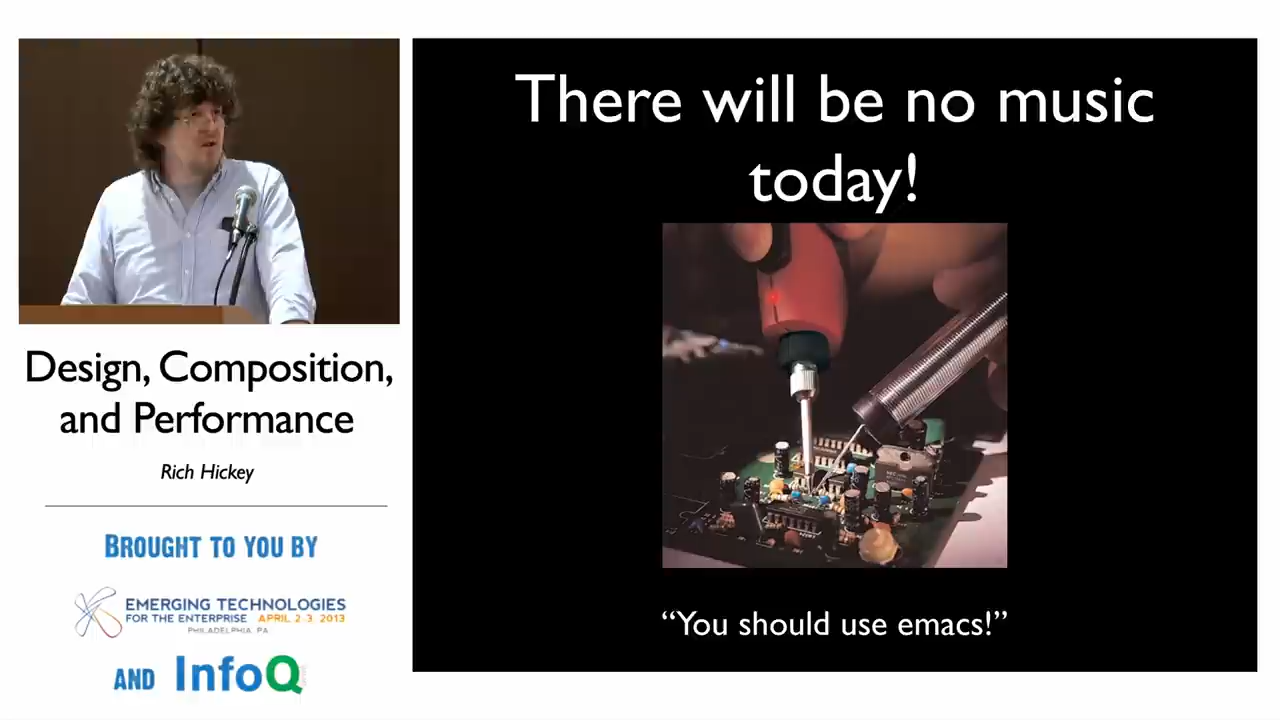 There will be no music
today!
“You should use emacs!”
Design, Composition,
and Performance
Rich Hickey
BROUGHT TO YOU BY
EMERGING TECHNOLOGIES
FOR THE ENTERPRISE APRIL 2-3 2013
PHILADELPHIA, PA
AND InfoQ